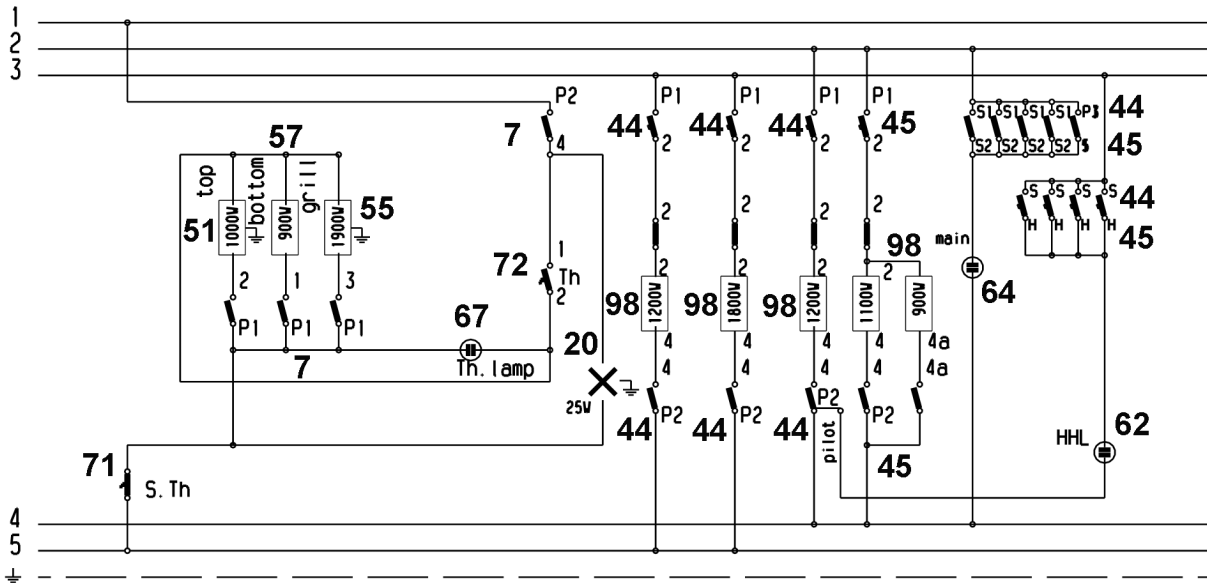 1
2
3
P2 P1 P1 P1 P1 S1 S1 S1 S1 P3 44
7 44 44 44 45
4 2 2 2 2 S2 S2 S2 S2 3 45
57
top bottom grill
51 1000W 900W 1900W 55
2 2 2 2 S S S S 44
H H H H 45
1
72 Th
2
98 main
2 2 2 2
64
2 1 3
98 1200W 98 1800W 98 1200W 1100W 900W
P1 P1 P1
67
20
4 4 4 4 4a
7
Th. lamp
4 4 4 4 4a
25W
P2 P2 P2 P2
44 44 44 pilot
62
HHL
45
71
S. Th
4
5